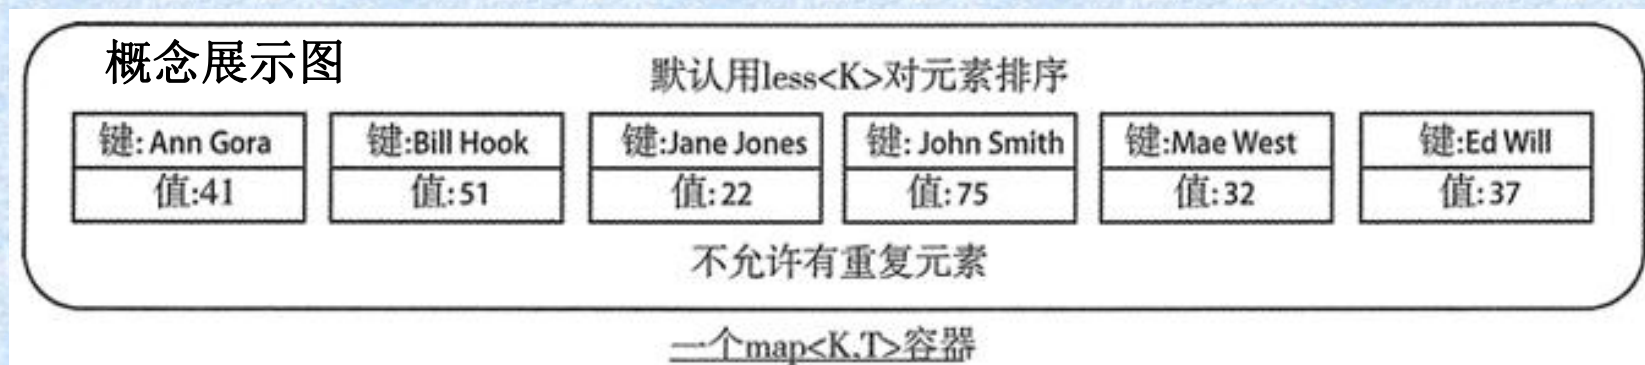 概念展示图
默认用less<K>对元素排序
键: Ann Gora 键:Bill Hook 键:Jane Jones 键: John Smith 键:Mae West 键:Ed Will
值:41 值:51 值:22 值:75 值:32 值:37
不允许有重复元素
一个map<K,T>容器